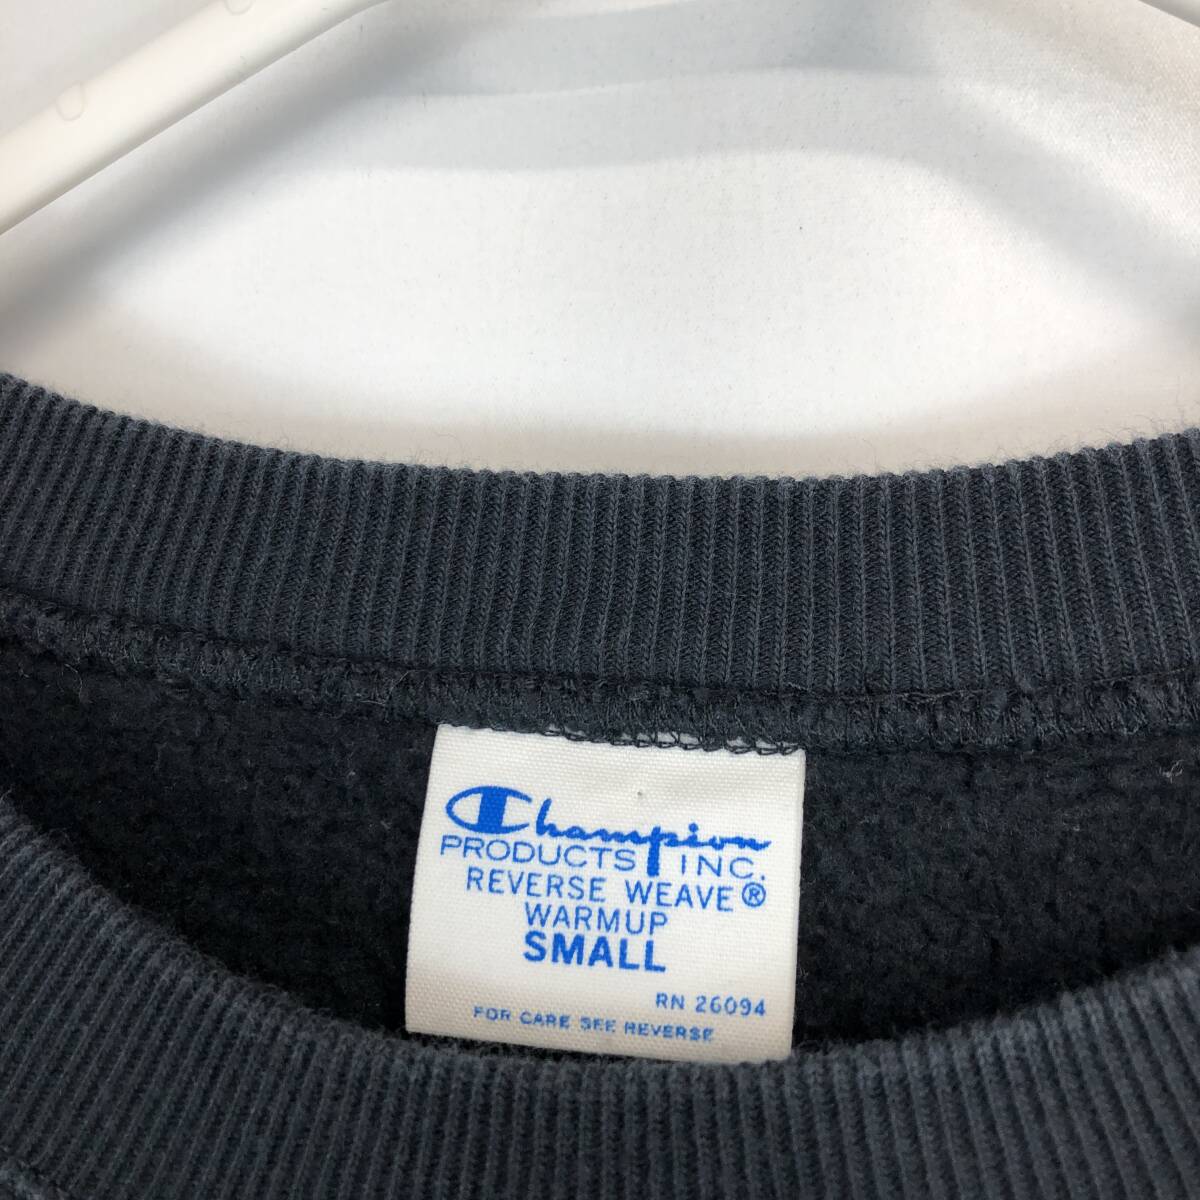 Champion
PRODUCTS INC.
REVERSE WEAVE®
WARMUP
SMALL
RN 26094
FOR CARE SEE REVERSE